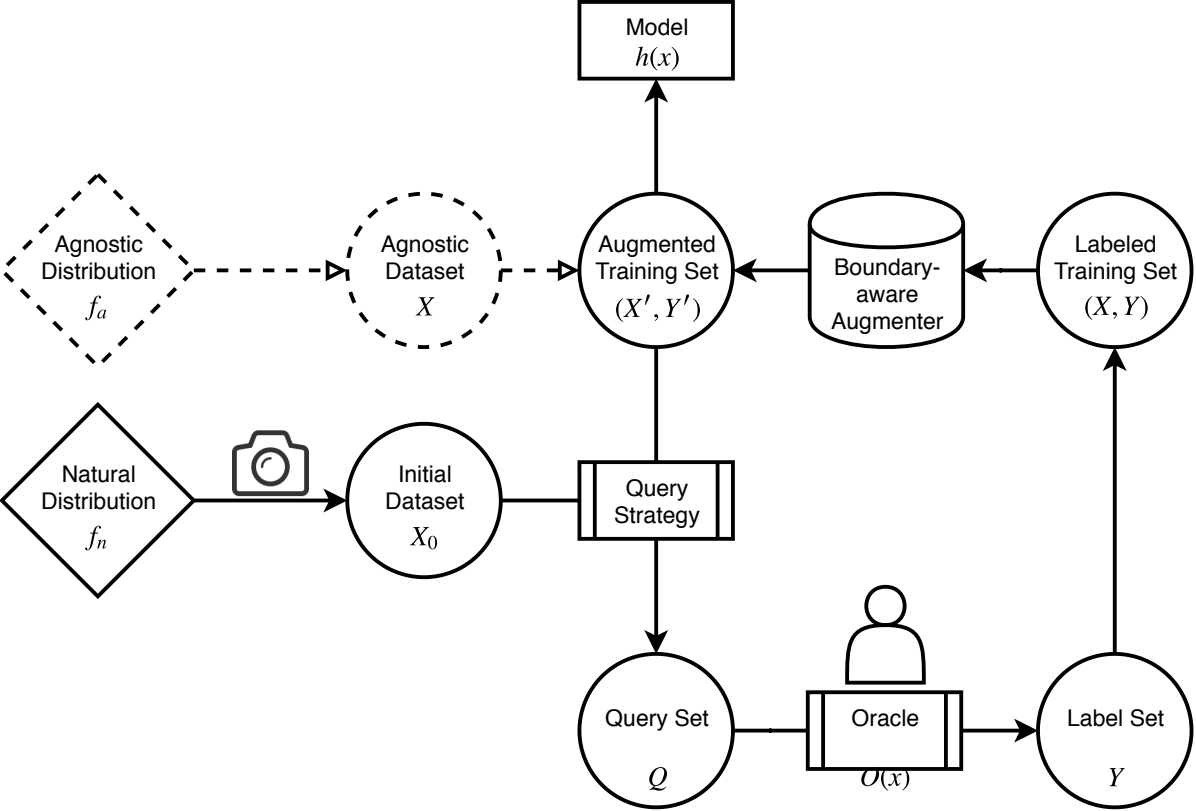 Model
h(x)
Agnostic
Distribution
fₐ
Agnostic
Dataset
X
Augmented
Training Set
(X′, Y′)
Boundary-
aware
Augmenter
Labeled
Training Set
(X, Y)
Natural
Distribution
fₙ
Initial
Dataset
X₀
Query
Strategy
Query Set
Q
Oracle
O(x)
Label Set
Y